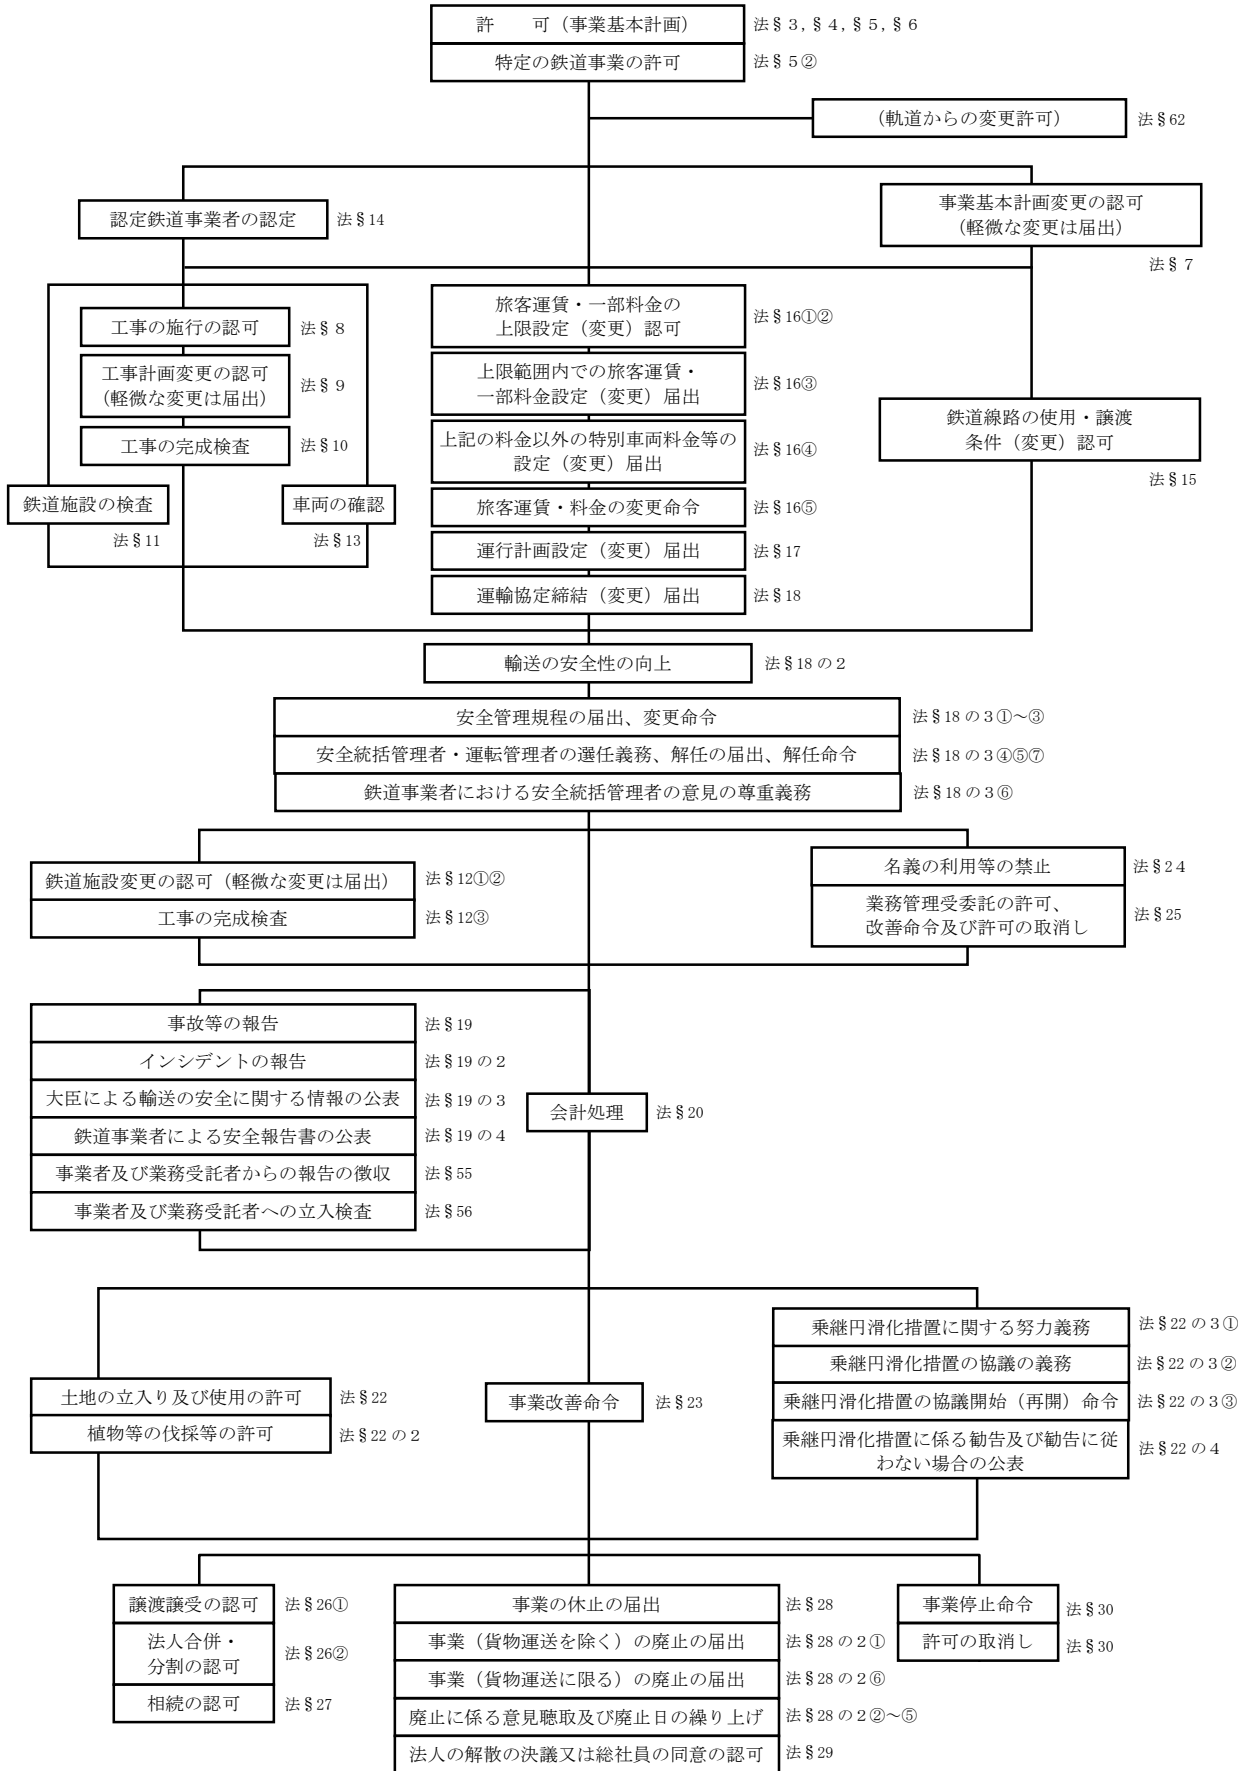 許　　可（事業基本計画）
法§3,§4,§5,§6
特定の鉄道事業の許可
法§5②
（軌道からの変更許可）
法§62
認定鉄道事業者の認定
法§14
事業基本計画変更の認可
（軽微な変更は届出）
法§7
工事の施行の認可
法§8
工事計画変更の認可
（軽微な変更は届出）
法§9
工事の完成検査
法§10
鉄道施設の検査
法§11
車両の確認
法§13
旅客運賃・一部料金の
上限設定（変更）認可
法§16①②
上限範囲内での旅客運賃・
一部料金設定（変更）届出
法§16③
上記の料金以外の特別車両料金等の
設定（変更）届出
法§16④
旅客運賃・料金の変更命令
法§16⑤
運行計画設定（変更）届出
法§17
運輸協定締結（変更）届出
法§18
鉄道線路の使用・譲渡
条件（変更）認可
法§15
輸送の安全性の向上
法§18の2
安全管理規程の届出、変更命令
法§18の3①～③
安全統括管理者・運転管理者の選任義務、解任の届出、解任命令
法§18の3④⑤⑦
鉄道事業者における安全統括管理者の意見の尊重義務
法§18の3⑥
鉄道施設変更の認可（軽微な変更は届出）
法§12①②
工事の完成検査
法§12③
名義の利用等の禁止
法§24
業務管理受委託の許可、
改善命令及び許可の取消し
法§25
事故等の報告
法§19
インシデントの報告
法§19の2
大臣による輸送の安全に関する情報の公表
法§19の3
鉄道事業者による安全報告書の公表
法§19の4
事業者及び業務受託者からの報告の徴収
法§55
事業者及び業務受託者への立入検査
法§56
会計処理
法§20
土地の立入り及び使用の許可
法§22
植物等の伐採等の許可
法§22の2
事業改善命令
法§23
乗継円滑化措置に関する努力義務
法§22の3①
乗継円滑化措置の協議の義務
法§22の3②
乗継円滑化措置の協議開始（再開）命令
法§22の3③
乗継円滑化措置に係る勧告及び勧告に従
わない場合の公表
法§22の4
譲渡譲受の認可
法§26①
法人合併・
分割の認可
法§26②
相続の認可
法§27
事業の休止の届出
法§28
事業（貨物運送を除く）の廃止の届出
法§28の2①
事業（貨物運送に限る）の廃止の届出
法§28の2⑥
廃止に係る意見聴取及び廃止日の繰り上げ
法§28の2②～⑤
法人の解散の決議又は総社員の同意の認可
法§29
事業停止命令
法§30
許可の取消し
法§30